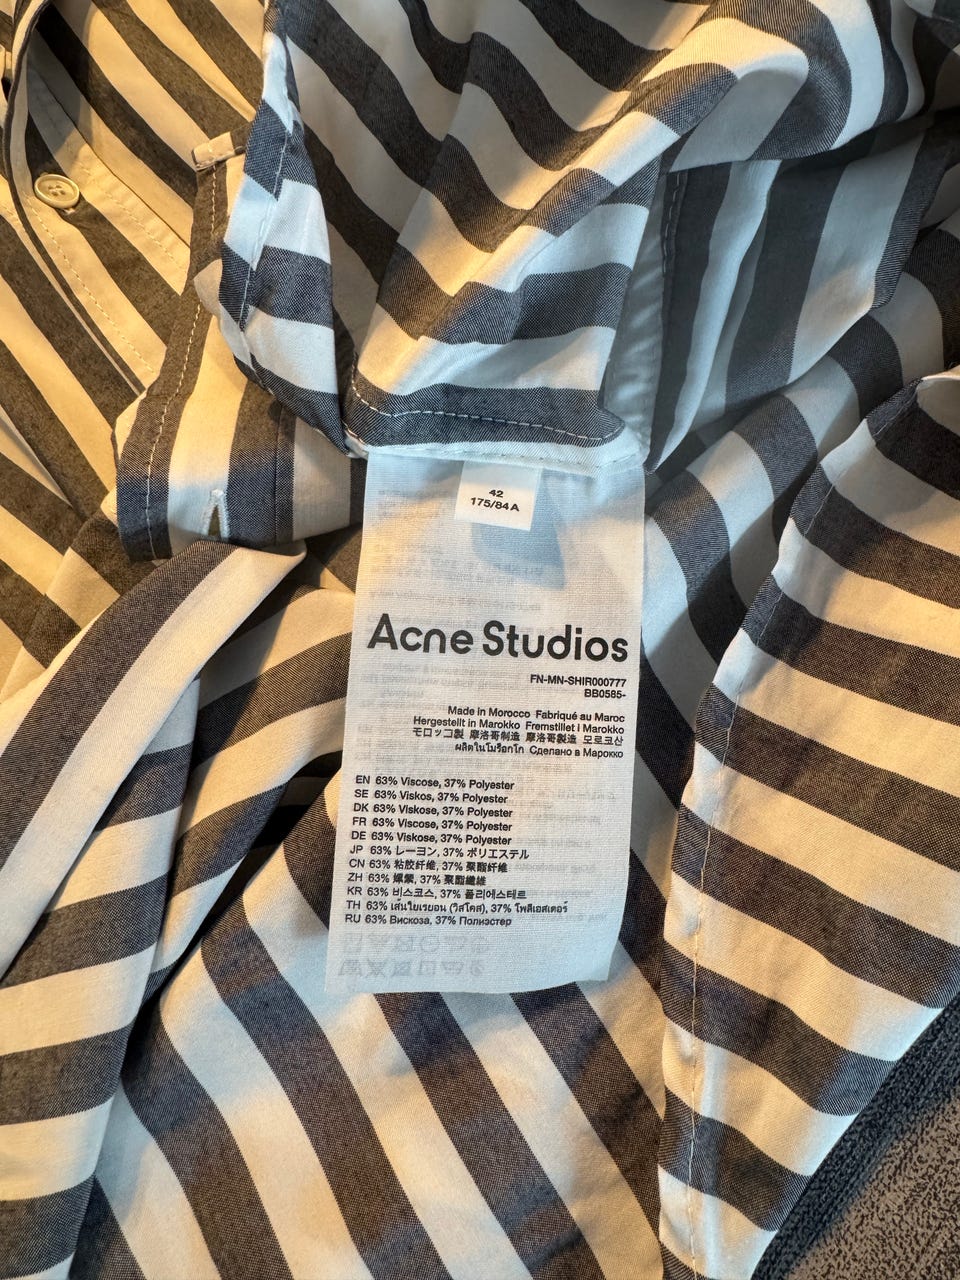 42
175/84A
Acne Studios
FN-MN-SHIR000777
BB0585-
Made in Morocco Fabriqué au Maroc
Hergestellt in Marokko Fremstillet i Marokko
モロッコ製 摩洛哥制造 摩洛哥製造 모로코산
ผลิตในโมร็อกโก Сделано в Марокко
EN 63% Viscose, 37% Polyester
SE 63% Viskos, 37% Polyester
DK 63% Viskose, 37% Polyester
FR 63% Viscose, 37% Polyester
DE 63% Viskose, 37% Polyester
JP 63% レーヨン, 37% ポリエステル
CN 63% 粘胶纤维, 37% 聚酯纤维
ZH 63% 嫘縈, 37% 聚酯纖維
KR 63% 비스코스, 37% 폴리에스테르
TH 63% เส้นใยเรยอน (วิสโคส), 37% โพลีเอสเตอร์
RU 63% Вискоза, 37% Полиэстер